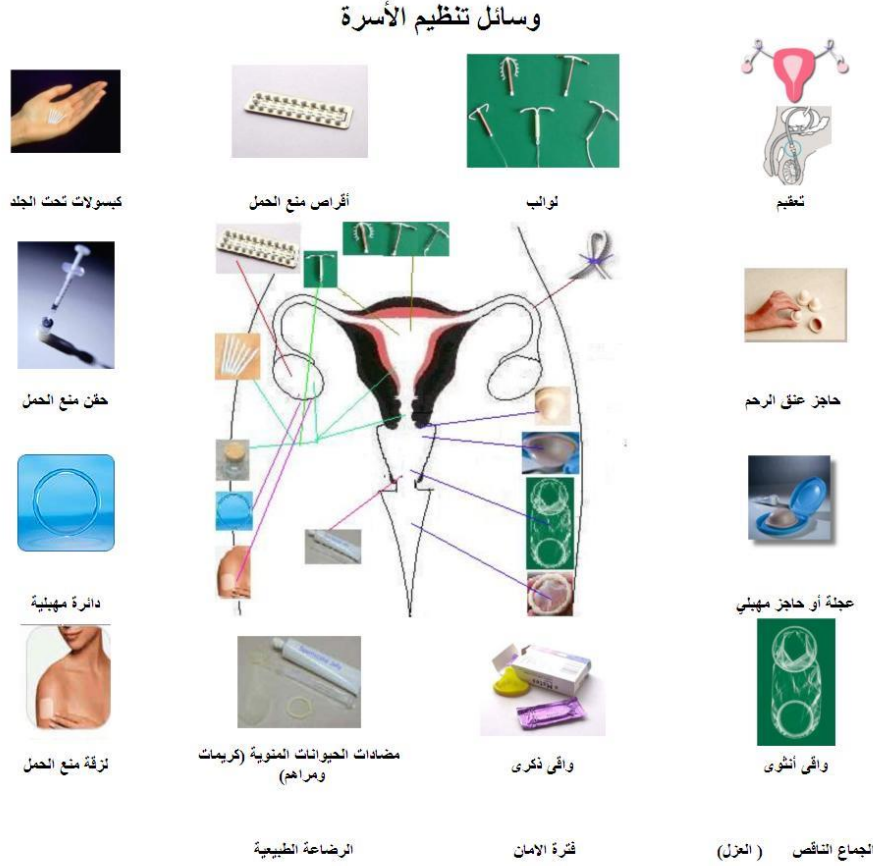 وسائل تنظيم الأسرة
تعقيم
لوالب
أقراص منع الحمل
كبسولات تحت الجلد
حاجز عنق الرحم
حقن منع الحمل
عجلة أو حاجز مهبلي
دائرة مهبلية
واقى أنثوى
واقى ذكرى
مضادات الحيوانات المنوية (كريمات
ومراهم)
لزقة منع الحمل
الجماع الناقص ( العزل)
فترة الامان
الرضاعة الطبيعية